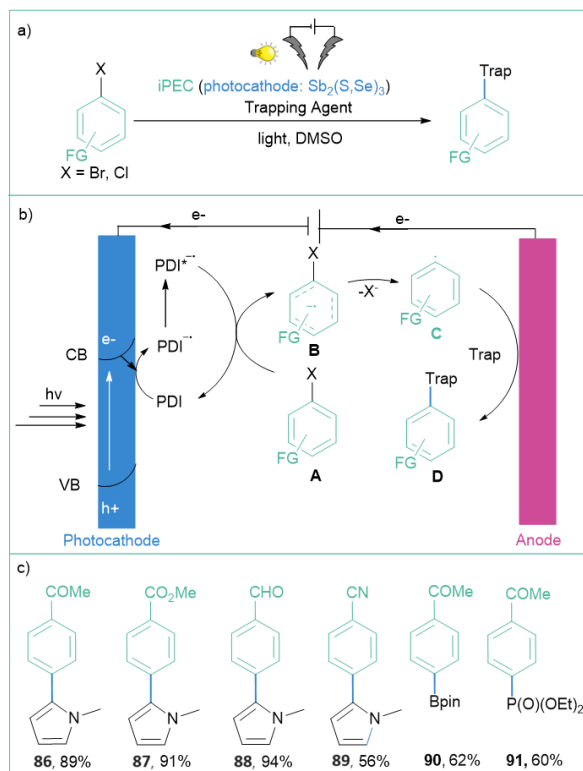 a)
X
FG
X = Br, Cl
iPEC (photocathode: Sb2(S,Se)3)
Trapping Agent
light, DMSO
Trap
FG
b)
e-
e-
PDI*−•
PDI−•
PDI
e-
CB
hν
VB
h+
Photocathode
X
−•
FG
B
-X-
•
FG
C
Trap
X
FG
A
Trap
FG
D
Anode
c)
COMe
CO2Me
CHO
CN
COMe
COMe
N
N
N
N
Bpin
P(O)(OEt)2
86, 89%
87, 91%
88, 94%
89, 56%
90, 62%
91, 60%